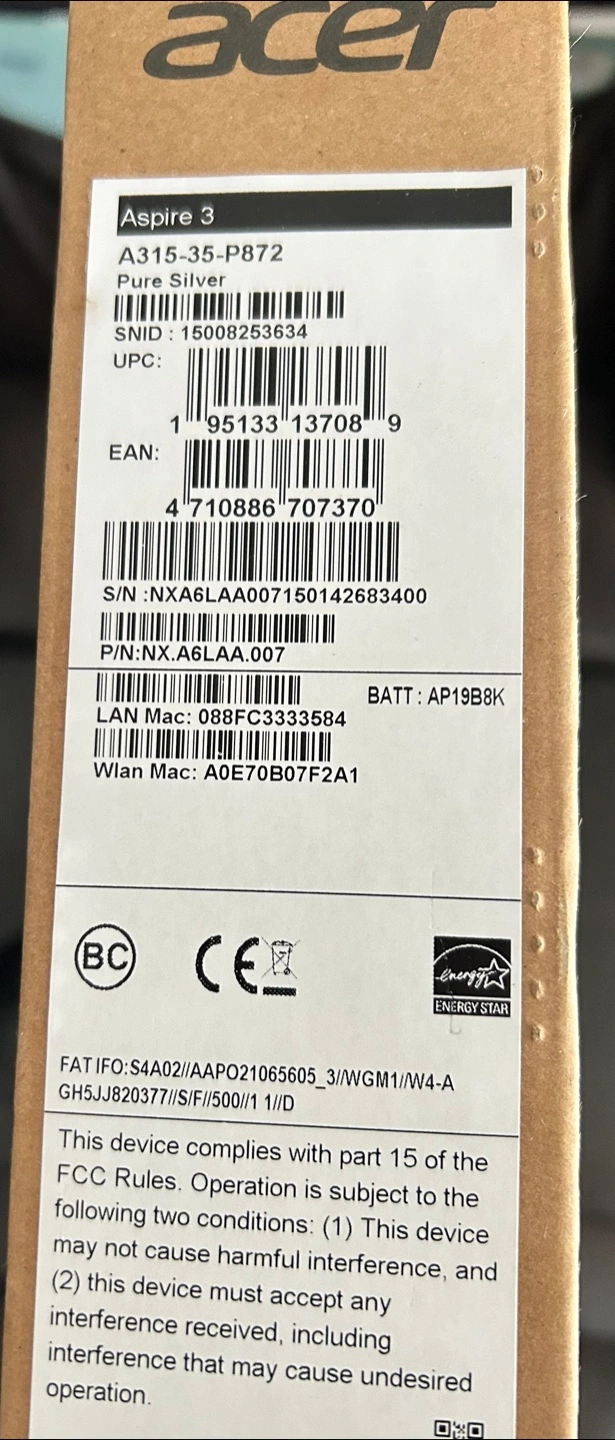 acer
Aspire 3
A315-35-P872
Pure Silver
SNID : 15008253634
UPC:
1 95133 13708 9
EAN:
4 710886 707370
S/N :NXA6LAA007150142683400
P/N:NX.A6LAA.007
BATT : AP19B8K
LAN Mac: 088FC3333584
Wlan Mac: A0E70B07F2A1
BC CE energy
ENERGY STAR
FAT IFO:S4A02//AAPO21065605_3//WGM1//W4-A
GH5JJ820377//S/F//500//1 1//D
This device complies with part 15 of the
FCC Rules. Operation is subject to the
following two conditions: (1) This device
may not cause harmful interference, and
(2) this device must accept any
interference received, including
interference that may cause undesired
operation.